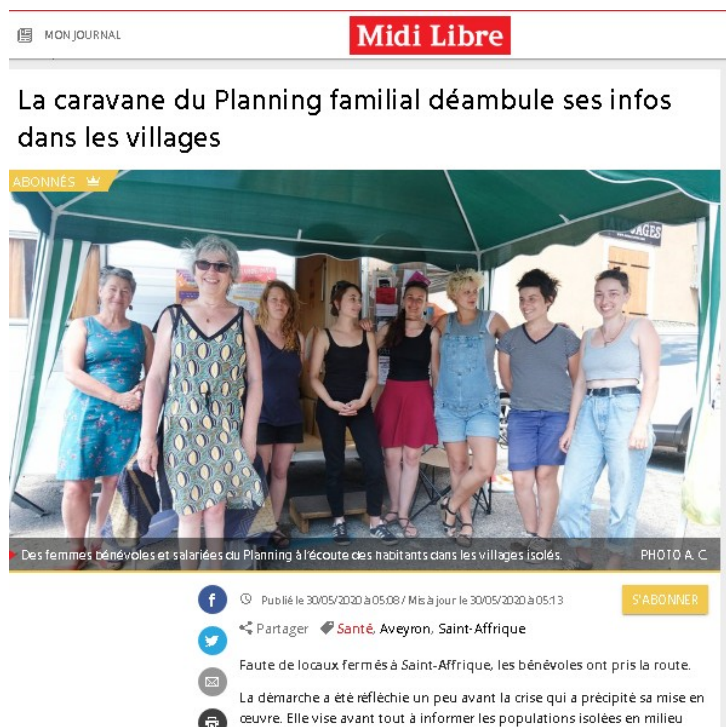 MON JOURNAL
Midi Libre
La caravane du Planning familial déambule ses infos
dans les villages
ABONNÉS
AGES
Des femmes bénévoles et salariées du Planning à l'écoute des habitants dans les villages isolés.
PHOTO A. C.
Publié le 30/05/2020 à 05:08 / Mis à jour le 30/05/2020 à 05:13
S'ABONNER
Partager Santé, Aveyron, Saint-Affrique
Faute de locaux fermés à Saint-Affrique, les bénévoles ont pris la route.
La démarche a été réfléchie un peu avant la crise qui a précipité sa mise en
œuvre. Elle vise avant tout à informer les populations isolées en milieu